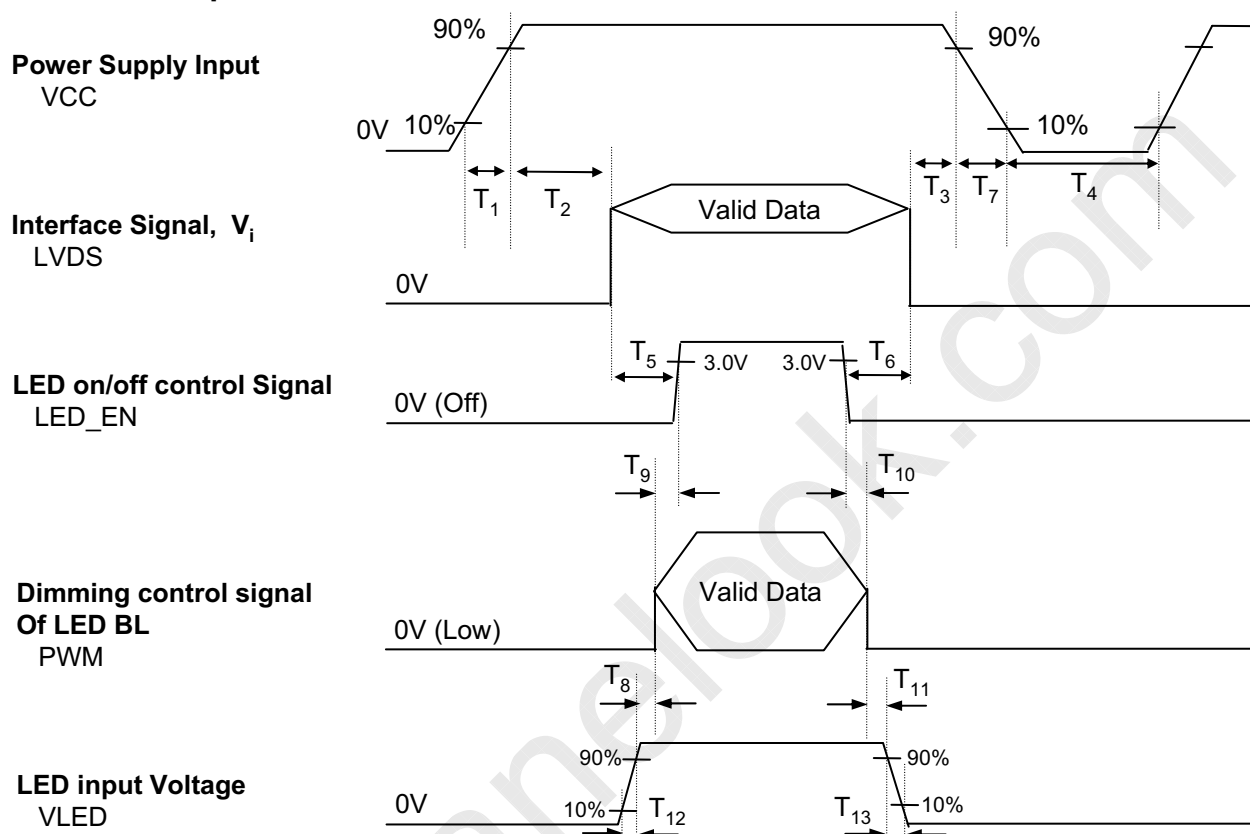 90%
90%
Power Supply Input
VCC
0V 10%
10%
T1
T2
T3
T7
T4
Valid Data
Interface Signal, Vi
LVDS
0V
T5
3.0V
3.0V
T6
LED on/off control Signal
LED_EN
0V (Off)
T9
T10
Dimming control signal
Of LED BL
PWM
Valid Data
0V (Low)
T8
T11
90%
90%
LED input Voltage
VLED
0V
10%
T12
T13
10%
anelook.com